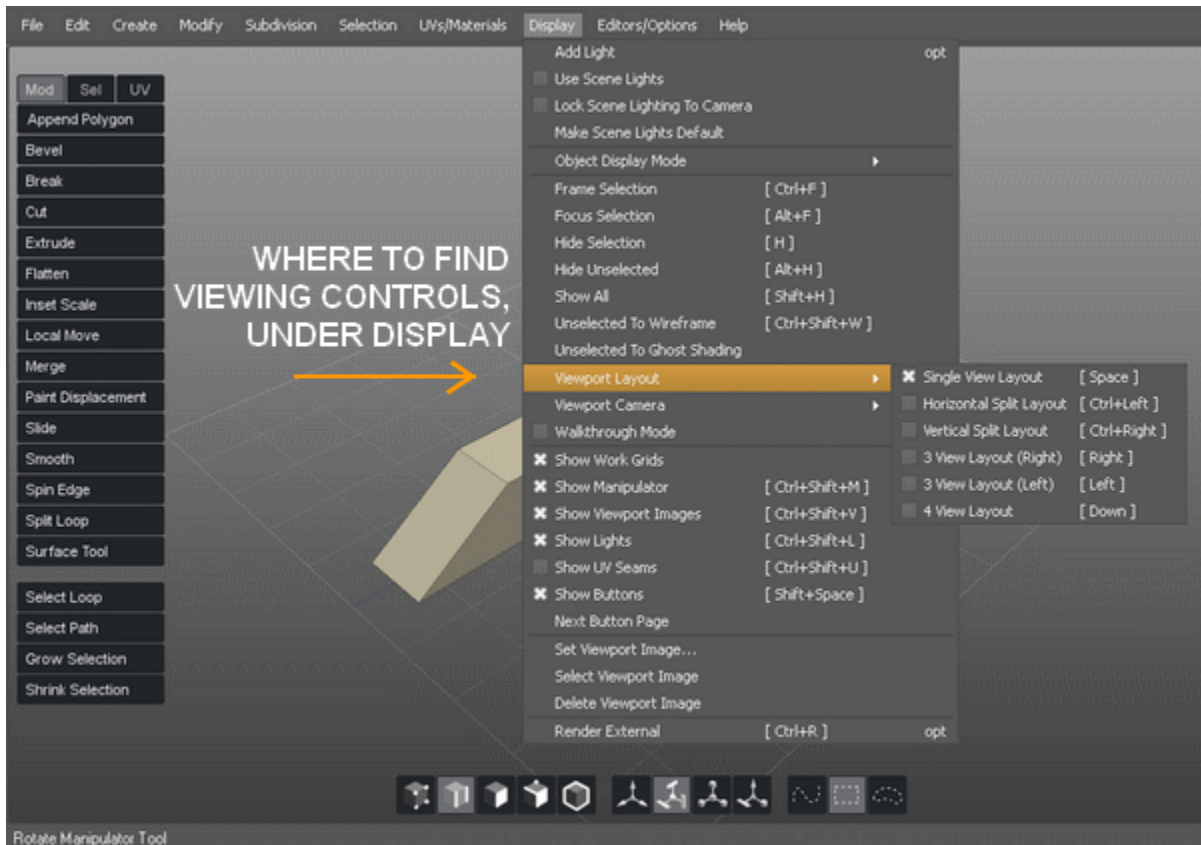 File Edit Create Modify Subdivision Selection UVs/Materials Display Editors/Options Help
Mod Sel UV
Append Polygon
Bevel
Break
Cut
Extrude
Flatten
Inset Scale
Local Move
Merge
Paint Displacement
Slide
Smooth
Spin Edge
Split Loop
Surface Tool
Select Loop
Select Path
Grow Selection
Shrink Selection
WHERE TO FIND
VIEWING CONTROLS,
UNDER DISPLAY
Add Light opt
Use Scene Lights
Lock Scene Lighting To Camera
Make Scene Lights Default
Object Display Mode
Frame Selection [ Ctrl+F ]
Focus Selection [ Alt+F ]
Hide Selection [ H ]
Hide Unselected [ Alt+H ]
Show All [ Shift+H ]
Unselected To Wireframe [ Ctrl+Shift+W ]
Unselected To Ghost Shading
Viewport Layout
Viewport Camera
Walkthrough Mode
Show Work Grids
Show Manipulator [ Ctrl+Shift+M ]
Show Viewport Images [ Ctrl+Shift+V ]
Show Lights [ Ctrl+Shift+L ]
Show UV Seams [ Ctrl+Shift+U ]
Show Buttons [ Shift+Space ]
Next Button Page
Set Viewport Image...
Select Viewport Image
Delete Viewport Image
Render External [ Ctrl+R ] opt
Single View Layout [ Space ]
Horizontal Split Layout [ Ctrl+Left ]
Vertical Split Layout [ Ctrl+Right ]
3 View Layout (Right) [ Right ]
3 View Layout (Left) [ Left ]
4 View Layout [ Down ]
Rotate Manipulator Tool